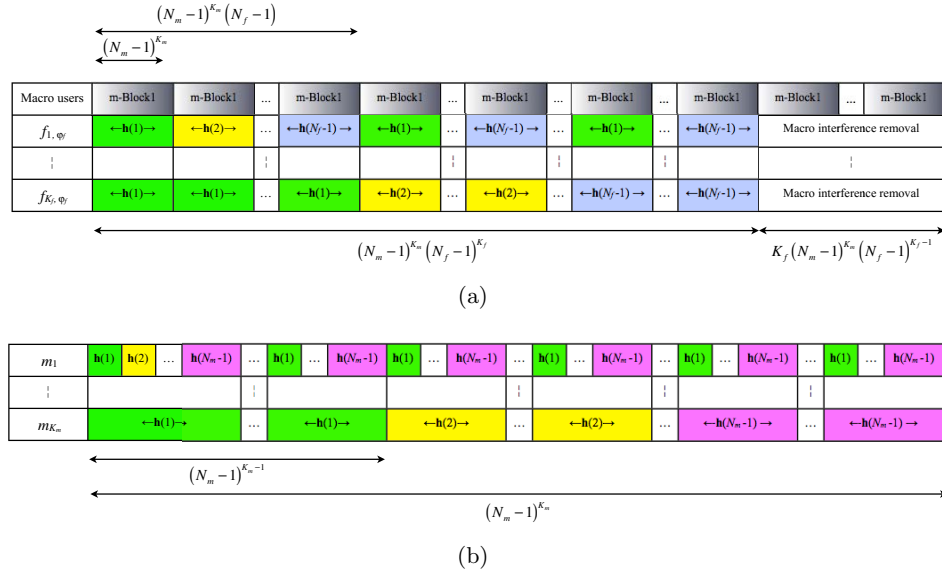 (N_m − 1)^{K_m} (N_f − 1)
(N_m − 1)^{K_m}
Macro users m-Block1 m-Block1 ... m-Block1 m-Block1 ... m-Block1 ... m-Block1 ... m-Block1 m-Block1 ... m-Block1
f_{1, φ_f} ←h(1)→ ←h(2)→ ... ←h(N_f-1)→ ←h(1)→ ... ←h(N_f-1)→ ... ←h(1)→ ... ←h(N_f-1)→ Macro interference removal
f_{K_f, φ_f} ←h(1)→ ←h(1)→ ... ←h(1)→ ←h(2)→ ... ←h(2)→ ... ←h(N_f-1)→ ... ←h(N_f-1)→ Macro interference removal
(N_m − 1)^{K_m} (N_f − 1)^{K_f} K_f (N_m − 1)^{K_m} (N_f − 1)^{K_f − 1}
(a)
m_1 h(1) h(2) ... h(N_m-1) ... h(1) ... h(N_m-1) h(1) ... h(N_m-1) ... h(1) ... h(N_m-1) ... h(1) ... h(N_m-1) ... h(1) ... h(N_m-1)
m_{K_m} ←h(1)→ ... ←h(1)→ ←h(2)→ ... ←h(2)→ ... ←h(N_m-1)→ ... ←h(N_m-1)→
(N_m − 1)^{K_m − 1}
(N_m − 1)^{K_m}
(b)